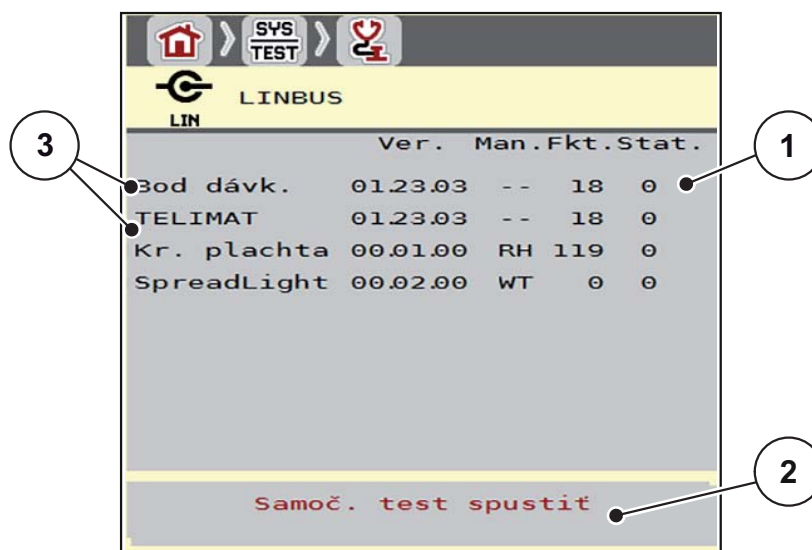 SYS
TEST
LIN
LINBUS
Ver. Man. Fkt. Stat.
Bod dávk. 01.23.03 -- 18 0
TELIMAT 01.23.03 -- 18 0
Kr. plachta 00.01.00 RH 119 0
SpreadLight 00.02.00 WT 0 0
Samoč. test spustiť
3
1
2